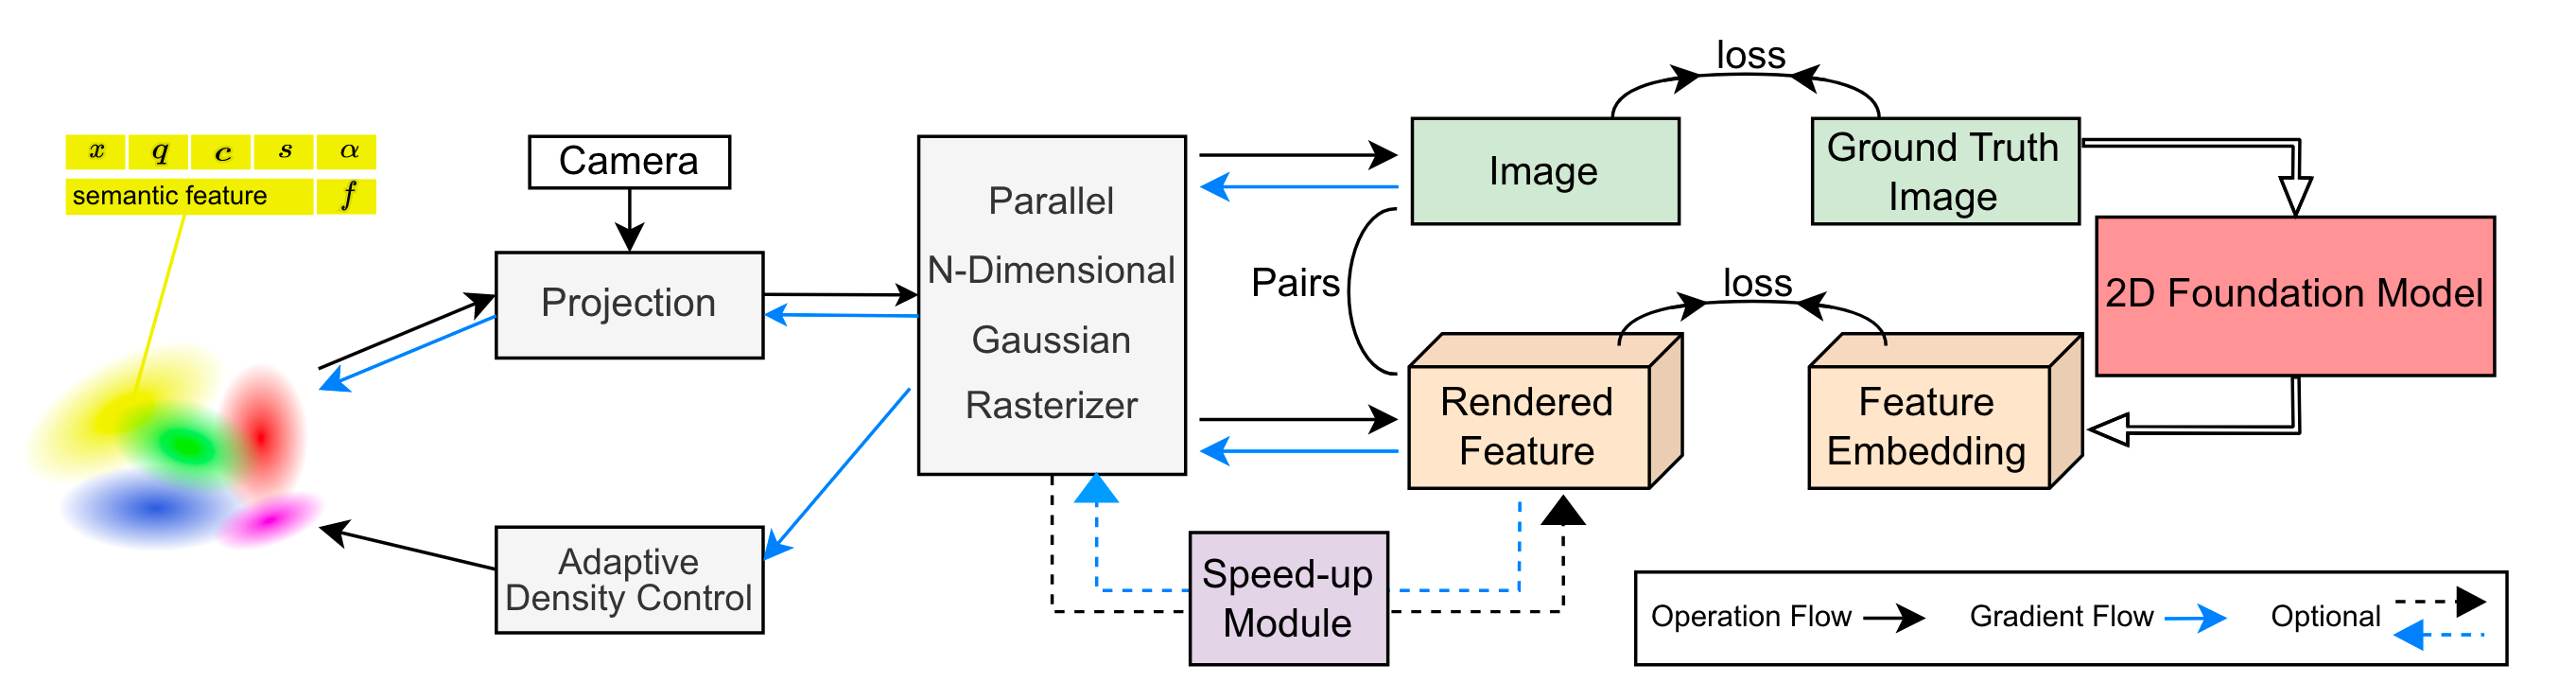 x q c s α
semantic feature f
Camera
Projection
Adaptive
Density Control
Parallel
N-Dimensional
Gaussian
Rasterizer
loss
Image
Ground Truth
Image
Pairs
loss
2D Foundation Model
Rendered
Feature
Feature
Embedding
Speed-up
Module
Operation Flow
Gradient Flow
Optional